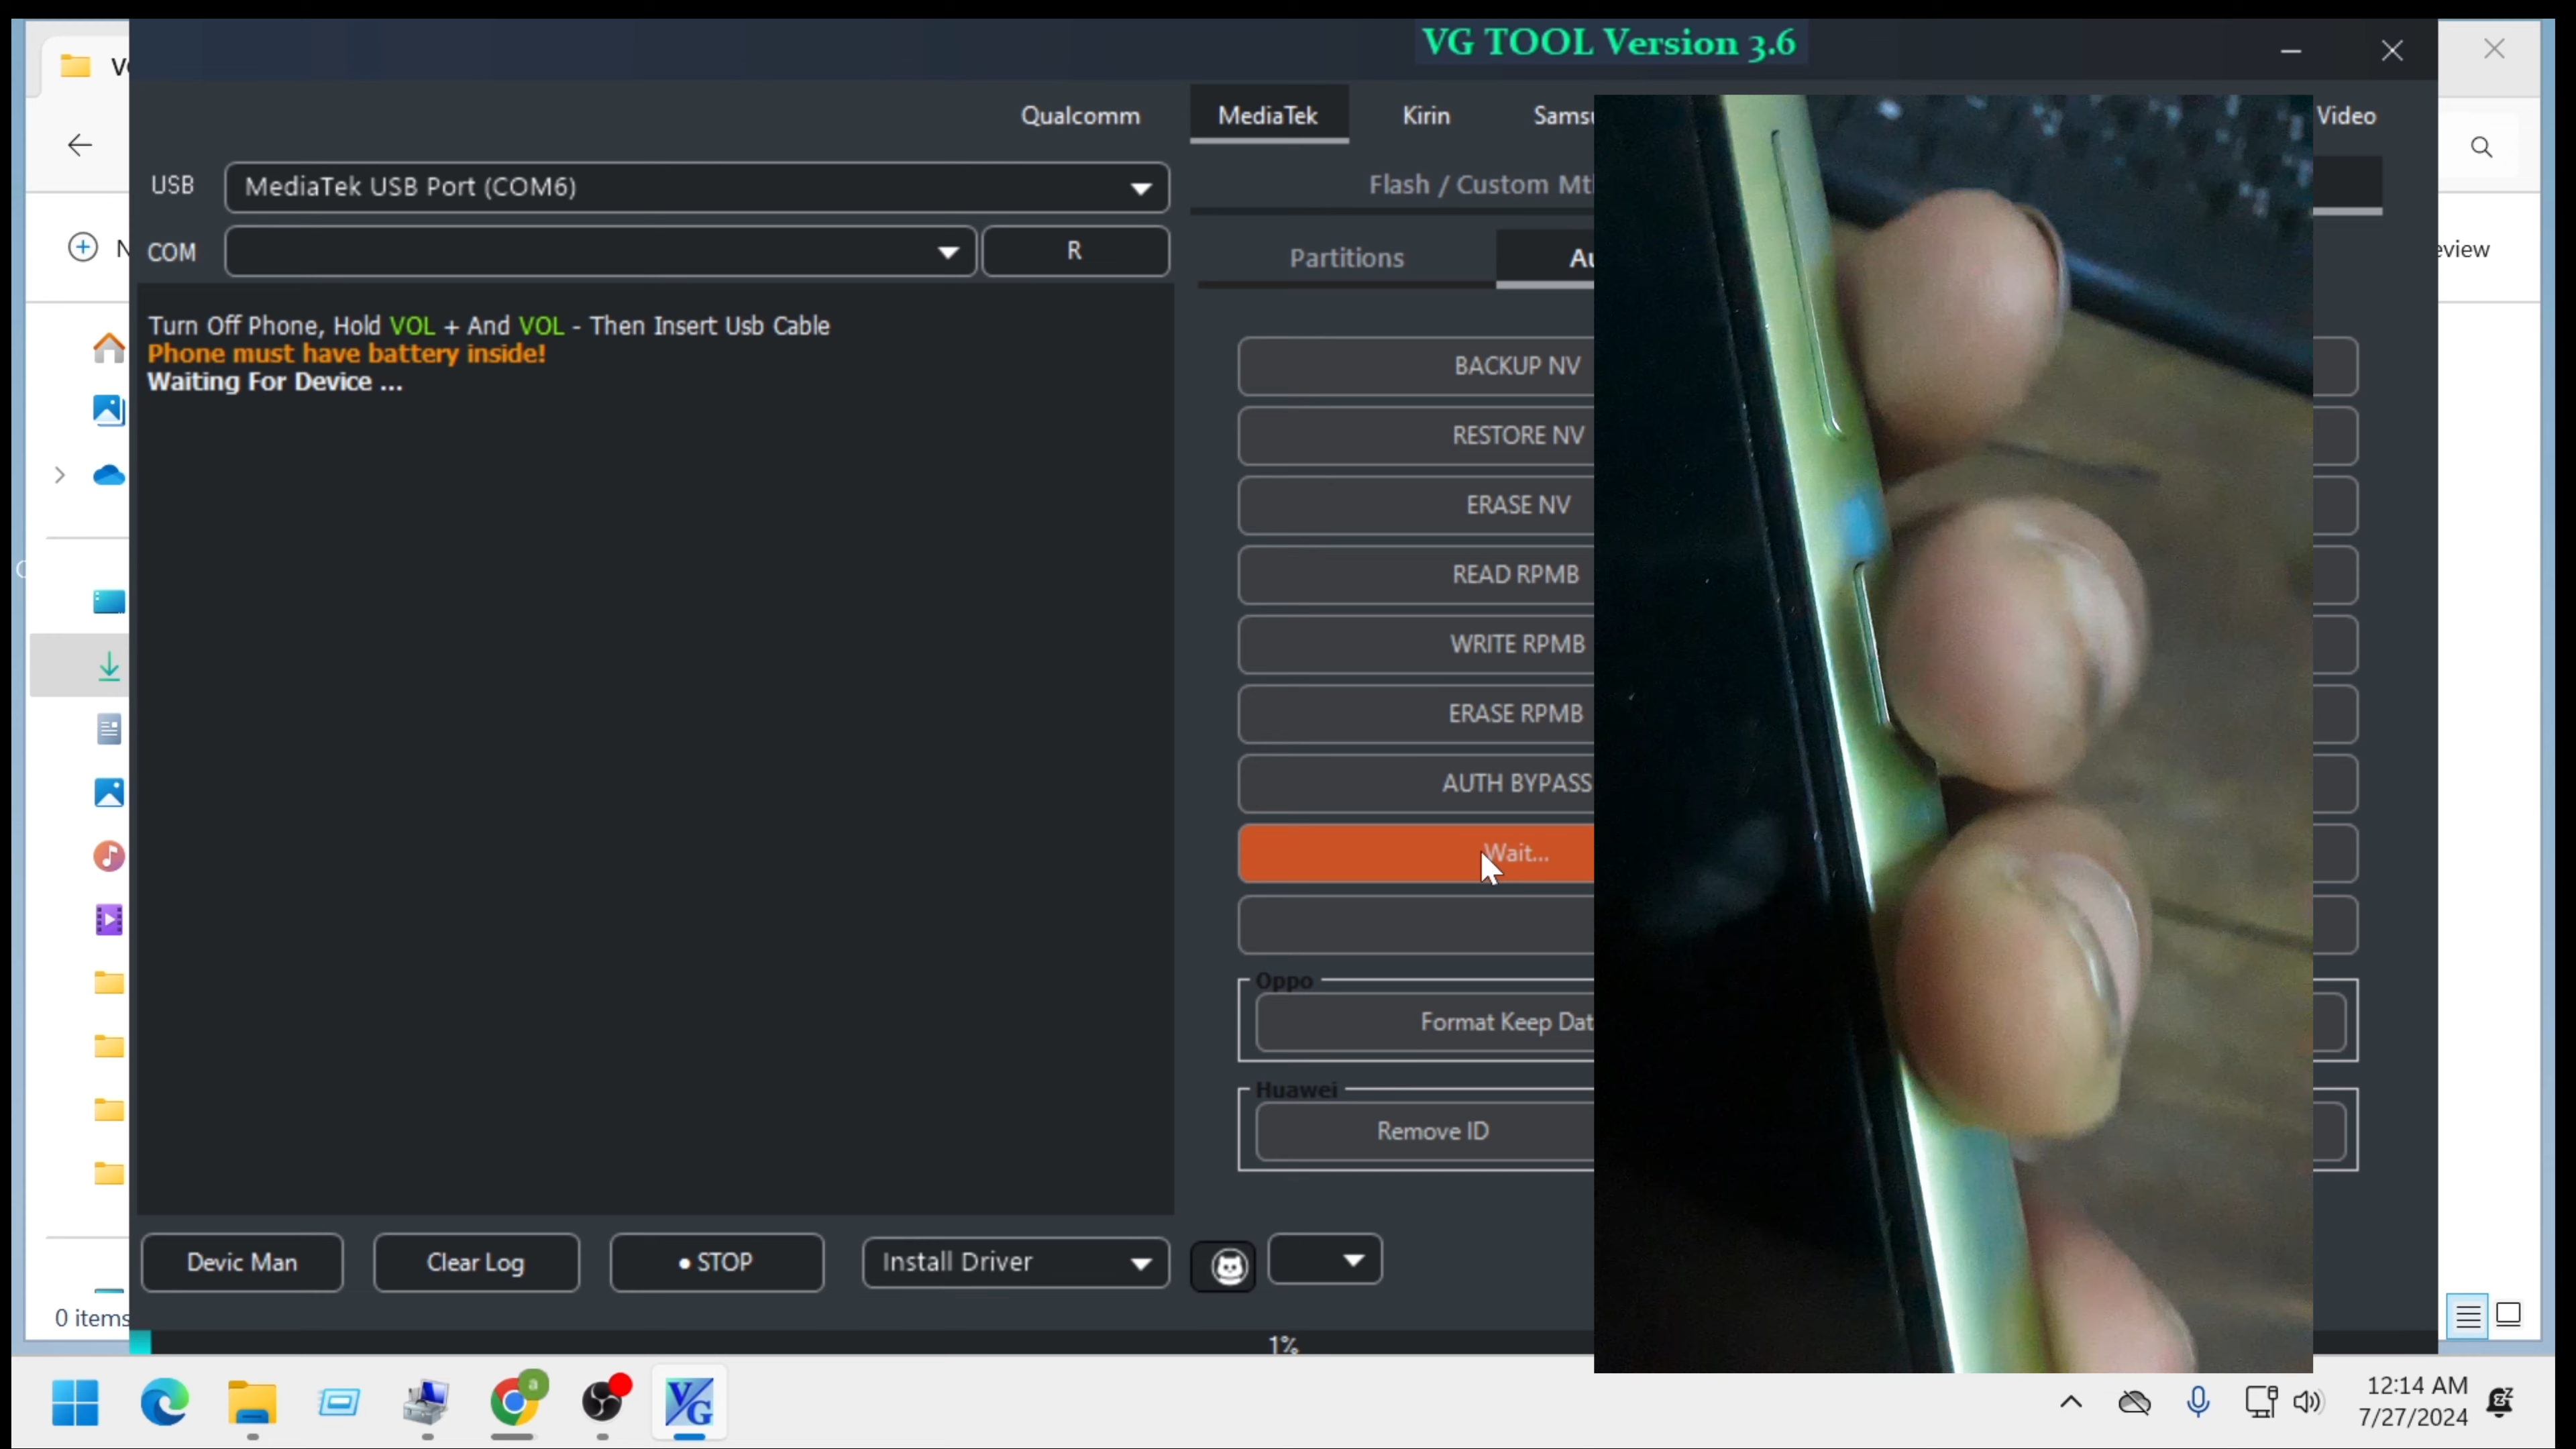 VG TOOL Version 3.6
Qualcomm
MediaTek
Kirin
Video
USB
MediaTek USB Port (COM6)
Flash / Custom
COM
R
Partitions
Turn Off Phone, Hold VOL + And VOL - Then Insert Usb Cable
Phone must have battery inside!
Waiting For Device ...
BACKUP NV
RESTORE NV
ERASE NV
READ RPMB
WRITE RPMB
ERASE RPMB
AUTH BYPASS
Wait...
Oppo
Format Keep
Huawei
Remove ID
Devic Man
Clear Log
• STOP
Install Driver
0 items
1%
a
VG
12:14 AM
7/27/2024